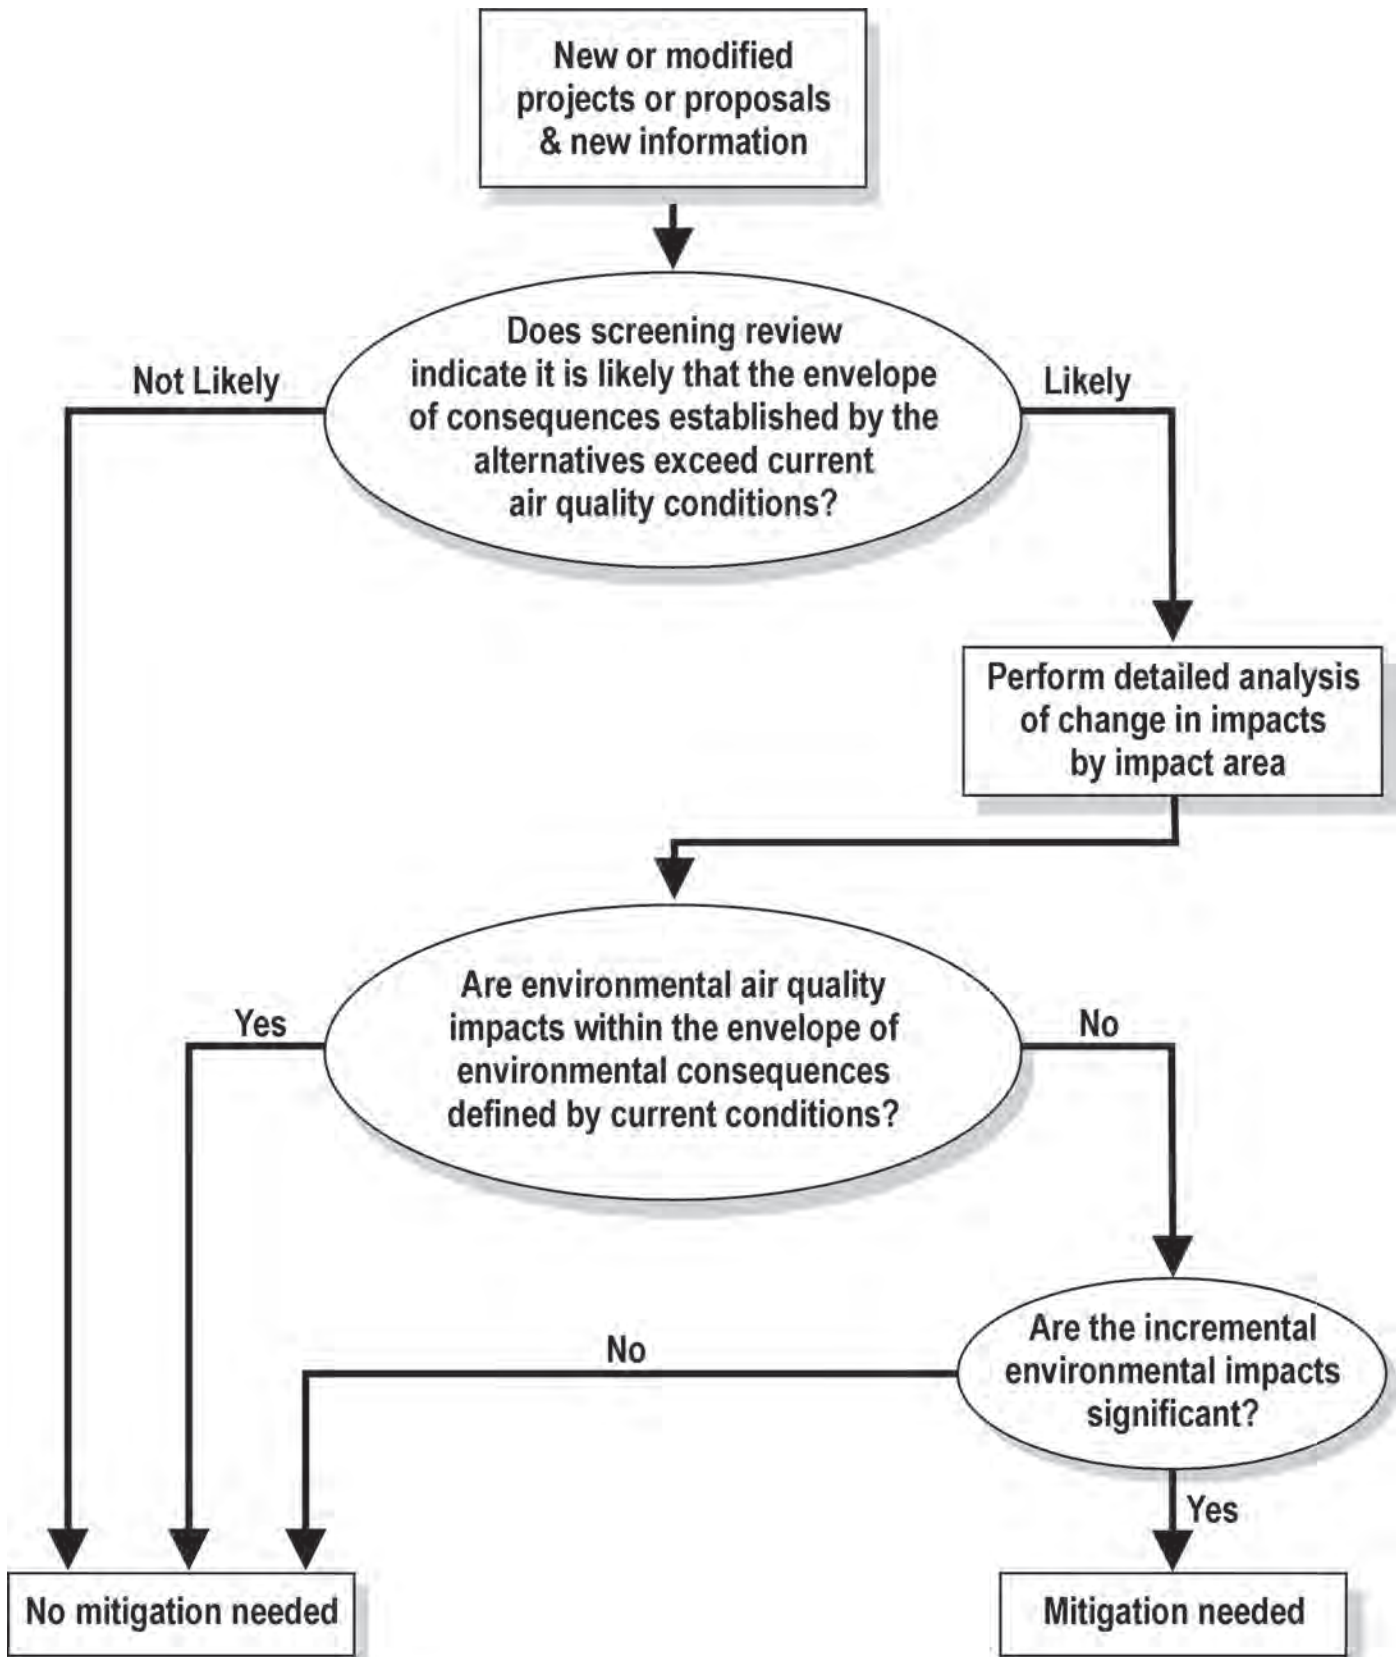 New or modified
projects or proposals
& new information
Does screening review
indicate it is likely that the envelope
of consequences established by the
alternatives exceed current
air quality conditions?
Not Likely
Likely
Perform detailed analysis
of change in impacts
by impact area
Are environmental air quality
impacts within the envelope of
environmental consequences
defined by current conditions?
Yes
No
Are the incremental
environmental impacts
significant?
No
Yes
No mitigation needed
Mitigation needed